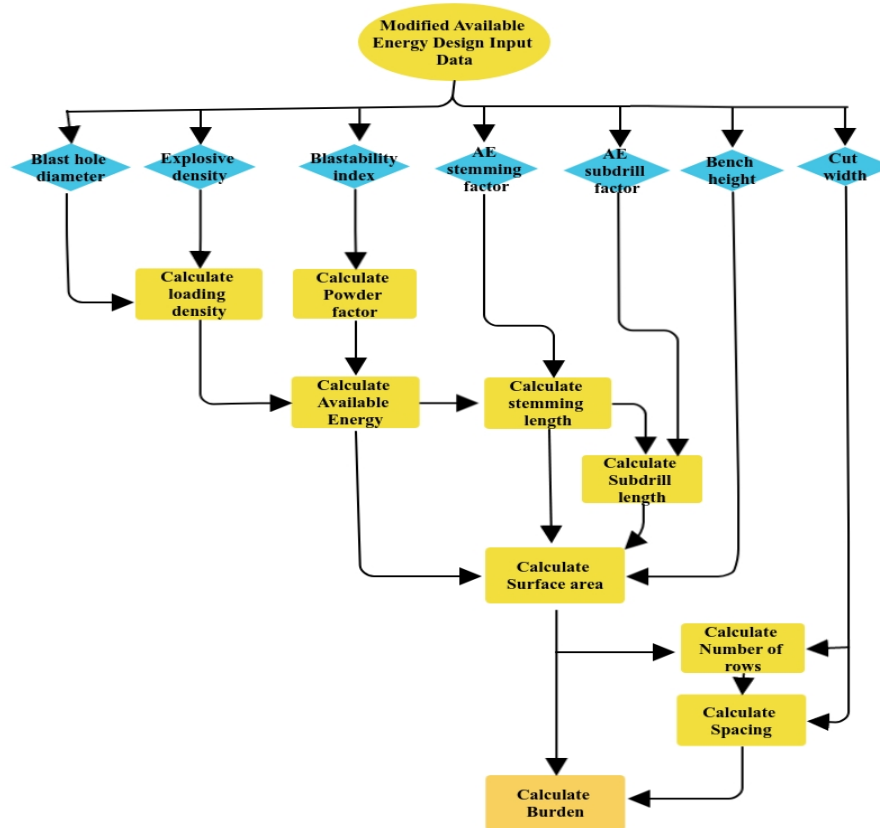 Modified Available
Energy Design Input
Data
Blast hole
diameter
Explosive
density
Blastability
index
AE
stemming
factor
AE
subdrill
factor
Bench
height
Cut
width
Calculate
loading
density
Calculate
Powder
factor
Calculate
Available
Energy
Calculate
stemming
length
Calculate
Subdrill
length
Calculate
Surface area
Calculate
Number of
rows
Calculate
Spacing
Calculate
Burden